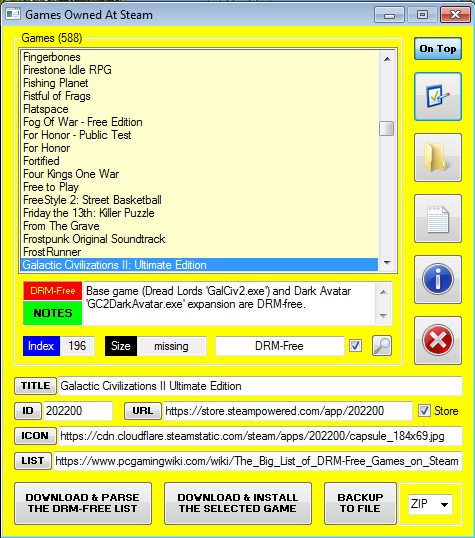 Games Owned At Steam
Games (588)
On Top
Fingerbones
Firestone Idle RPG
Fishing Planet
Fistful of Frags
Flatspace
Fog Of War - Free Edition
For Honor - Public Test
For Honor
Fortified
Four Kings One War
Free to Play
FreeStyle 2: Street Basketball
Friday the 13th: Killer Puzzle
From The Grave
Frostpunk Original Soundtrack
FrostRunner
Galactic Civilizations II: Ultimate Edition
DRM-Free
NOTES
Base game (Dread Lords 'GalCiv2.exe') and Dark Avatar
'GC2DarkAvatar.exe' expansion are DRM-free.
Index 196 Size missing DRM-Free
TITLE Galactic Civilizations II Ultimate Edition
ID 202200 URL https://store.steampowered.com/app/202200 Store
ICON https://cdn.cloudflare.steamstatic.com/steam/apps/202200/capsule_184x69.jpg
LIST https://www.pcgamingwiki.com/wiki/The_Big_List_of_DRM-Free_Games_on_Steam
DOWNLOAD & PARSE
THE DRM-FREE LIST
DOWNLOAD & INSTALL
THE SELECTED GAME
BACKUP
TO FILE
ZIP